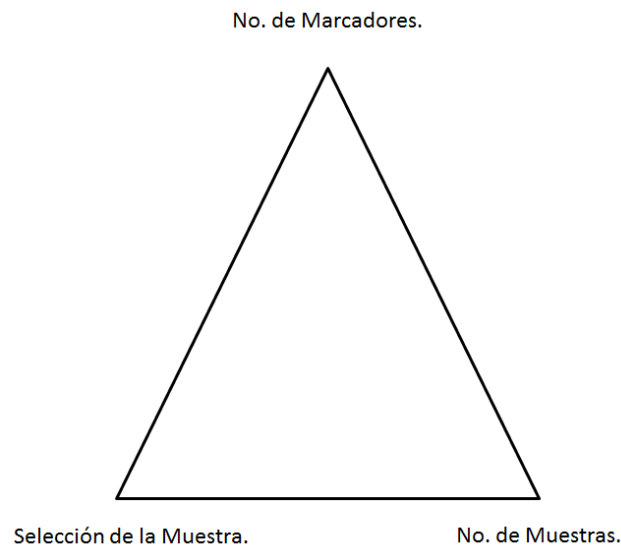 No. de Marcadores.
Selección de la Muestra.
No. de Muestras.